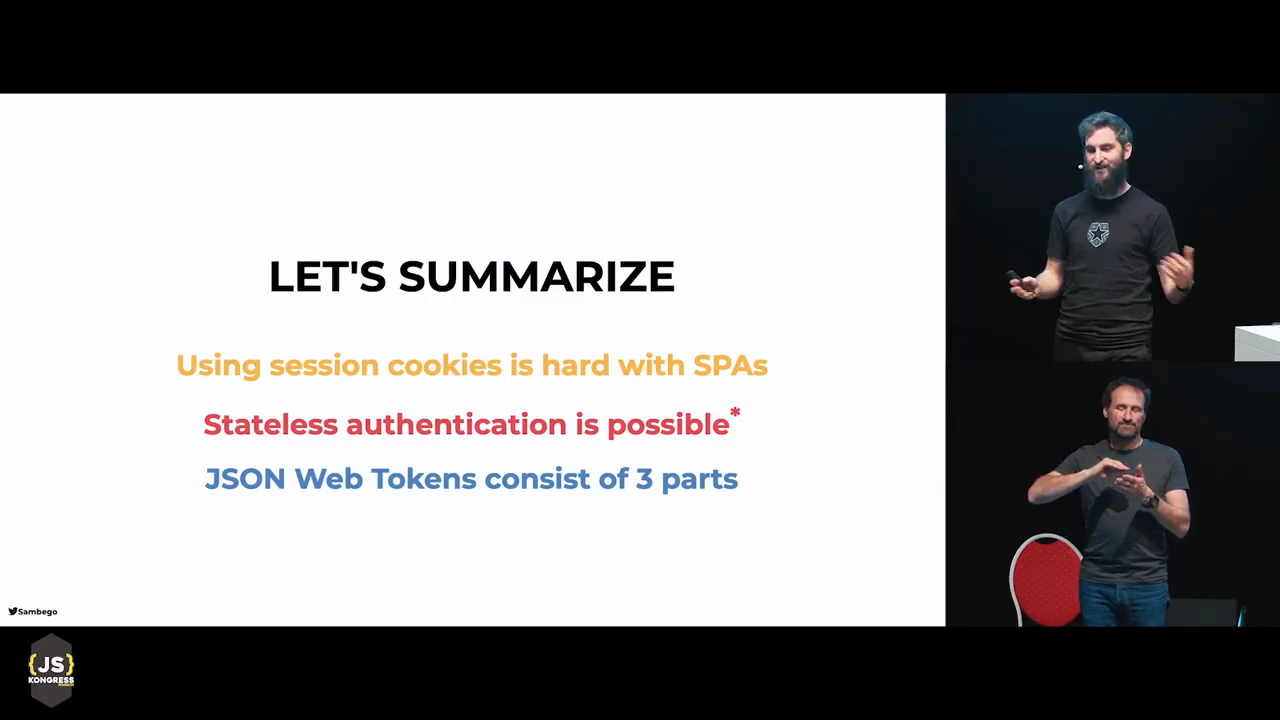 LET'S SUMMARIZE
Using session cookies is hard with SPAs
Stateless authentication is possible*
JSON Web Tokens consist of 3 parts
Sambego
{JS}
KONGRESS